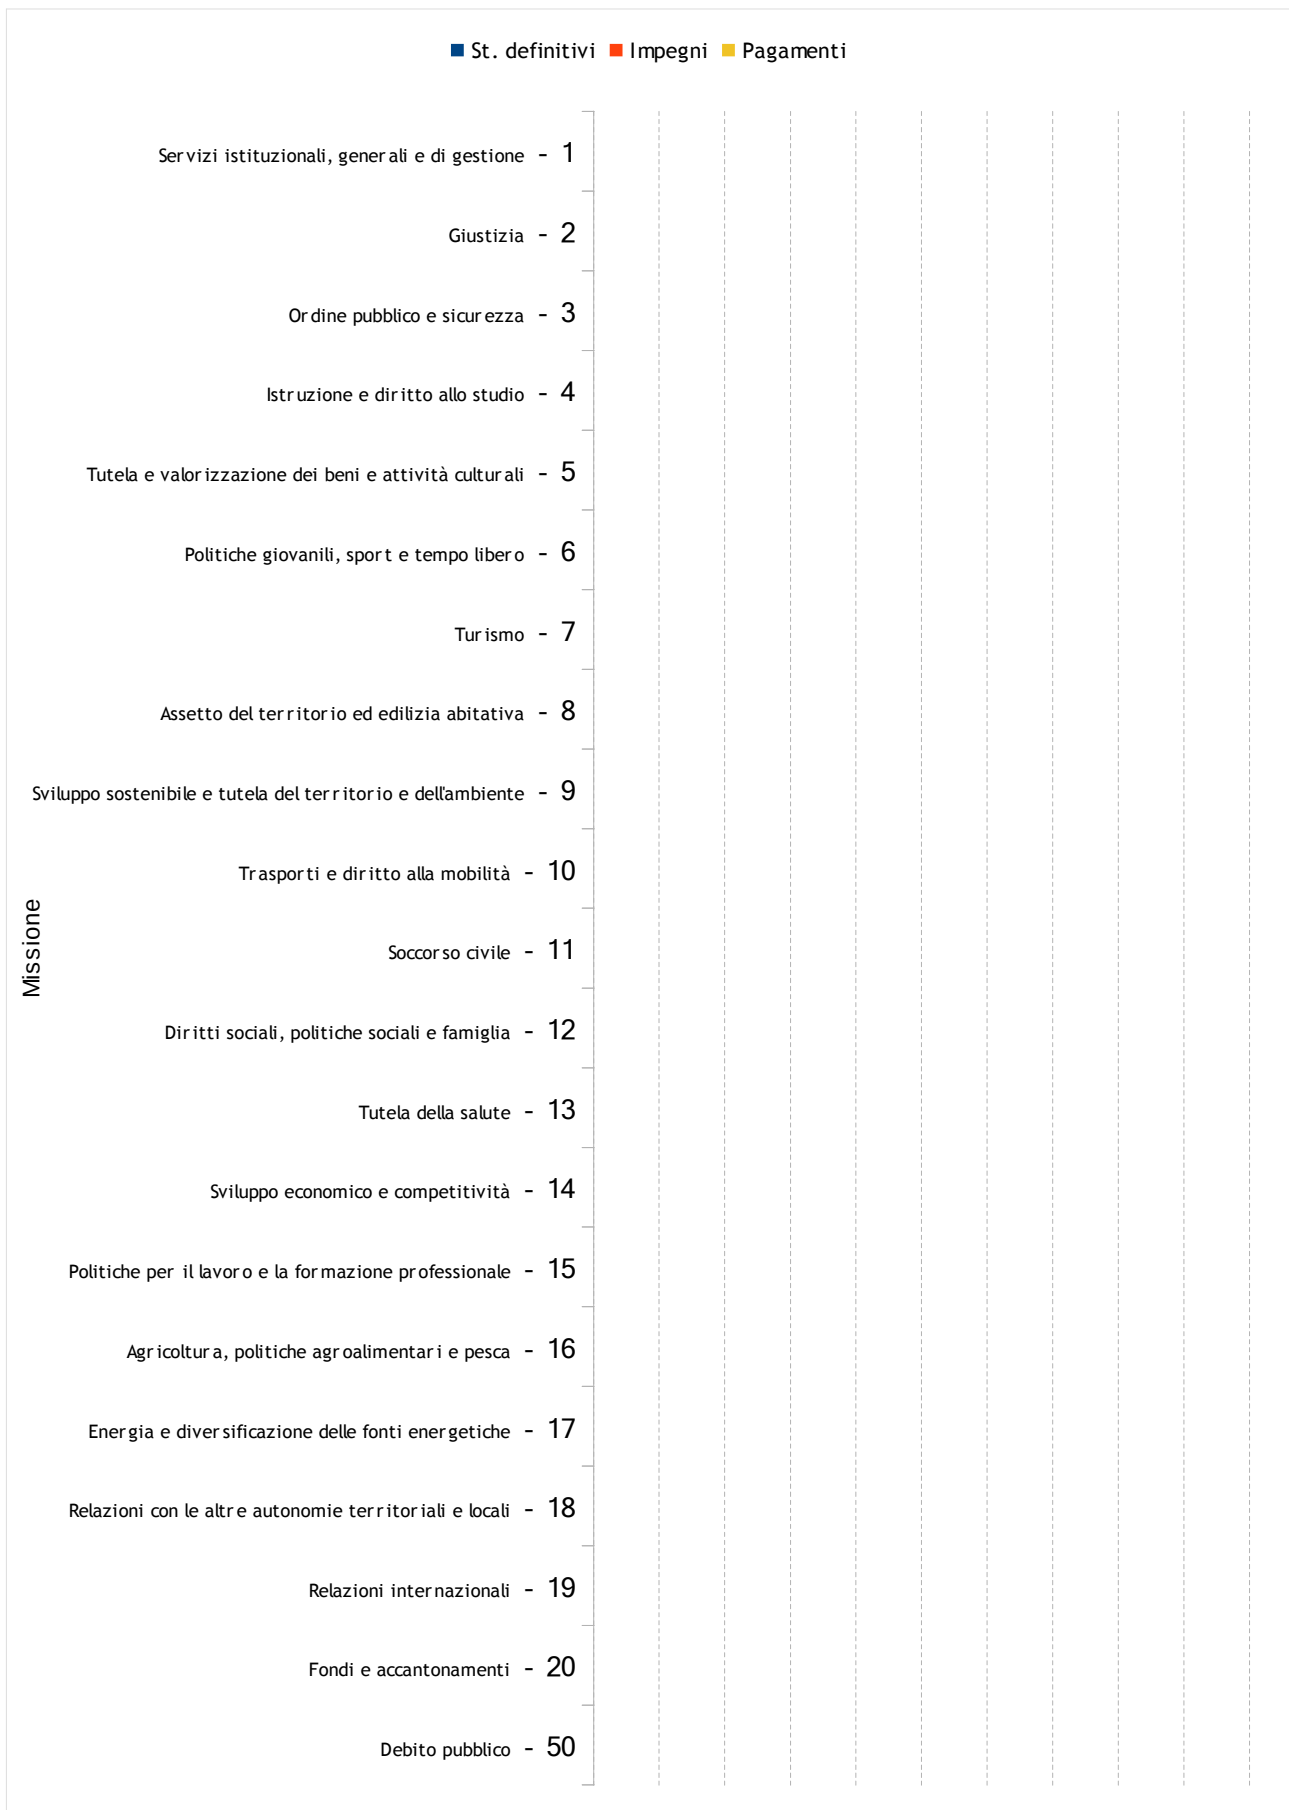 St. definitivi Impegni Pagamenti
Servizi istituzionali, generali e di gestione - 1
Giustizia - 2
Ordine pubblico e sicurezza - 3
Istruzione e diritto allo studio - 4
Tutela e valorizzazione dei beni e attività culturali - 5
Politiche giovanili, sport e tempo libero - 6
Turismo - 7
Assetto del territorio ed edilizia abitativa - 8
Sviluppo sostenibile e tutela del territorio e dell'ambiente - 9
Trasporti e diritto alla mobilità - 10
Missione
Soccorso civile - 11
Diritti sociali, politiche sociali e famiglia - 12
Tutela della salute - 13
Sviluppo economico e competitività - 14
Politiche per il lavoro e la formazione professionale - 15
Agricoltura, politiche agroalimentari e pesca - 16
Energia e diversificazione delle fonti energetiche - 17
Relazioni con le altre autonomie territoriali e locali - 18
Relazioni internazionali - 19
Fondi e accantonamenti - 20
Debito pubblico - 50